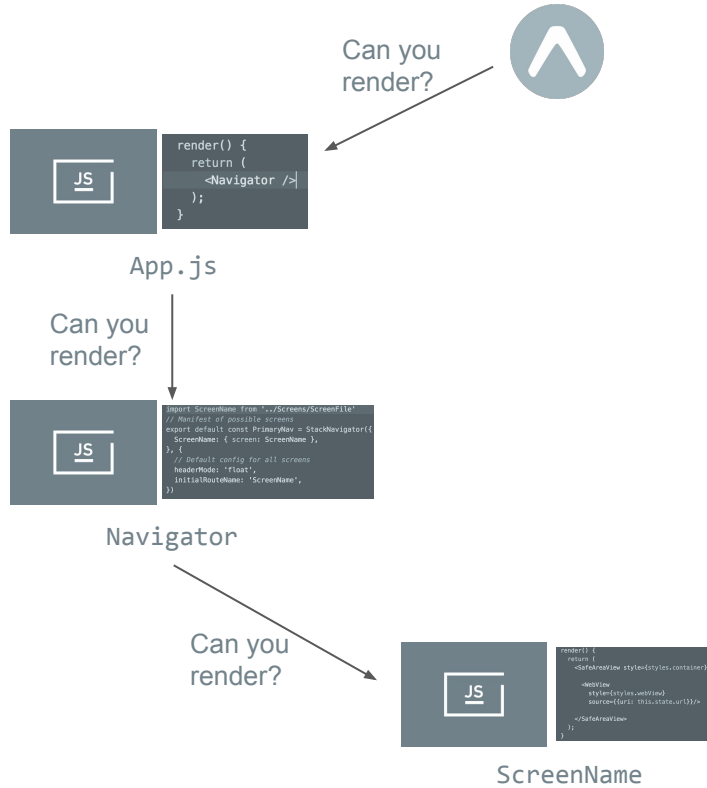 Can you
render?
JS
render() {
return (
<Navigator />
);
}
App.js
Can you
render?
JS
import ScreenName from '../Screens/ScreenFile'
// Manifest of possible screens
export default const PrimaryNav = StackNavigator({
ScreenName: { screen: ScreenName },
}, {
// Default config for all screens
headerMode: 'float',
initialRouteName: 'ScreenName',
})
Navigator
Can you
render?
JS
render() {
return (
<SafeAreaView style={styles.container}
<WebView
style={styles.webView}
source={{uri: this.state.url}}/>
</SafeAreaView>
);
}
ScreenName